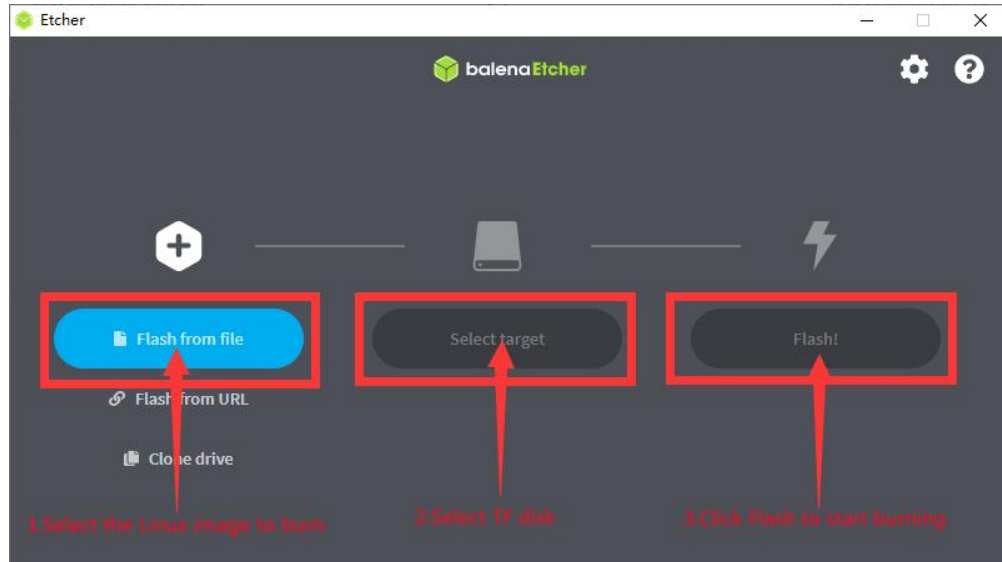 Etcher
balenaEtcher
Flash from file
Select target
Flash!
Flash from URL
Clone drive
1.Select the Linux image to burn
2.Select TF disk
3.Click Flash to start burning